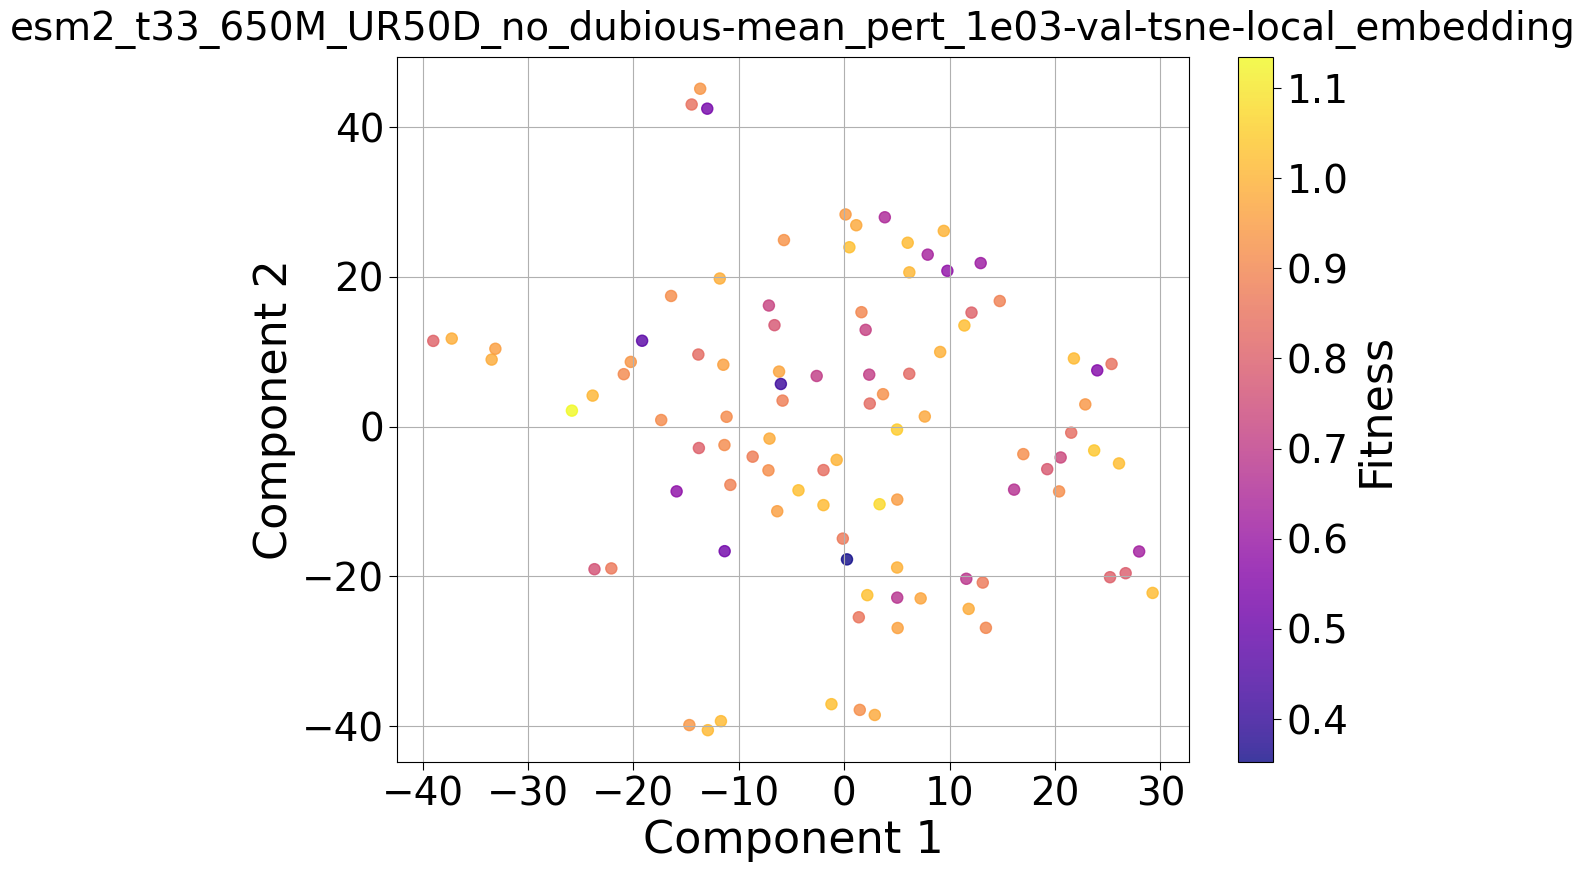 esm2_t33_650M_UR50D_no_dubious-mean_pert_1e03-val-tsne-local_embedding
40
20
0
−20
−40
Component 2
−40 −30 −20 −10 0 10 20 30
Component 1
1.1
1.0
0.9
0.8
0.7
0.6
0.5
0.4
Fitness